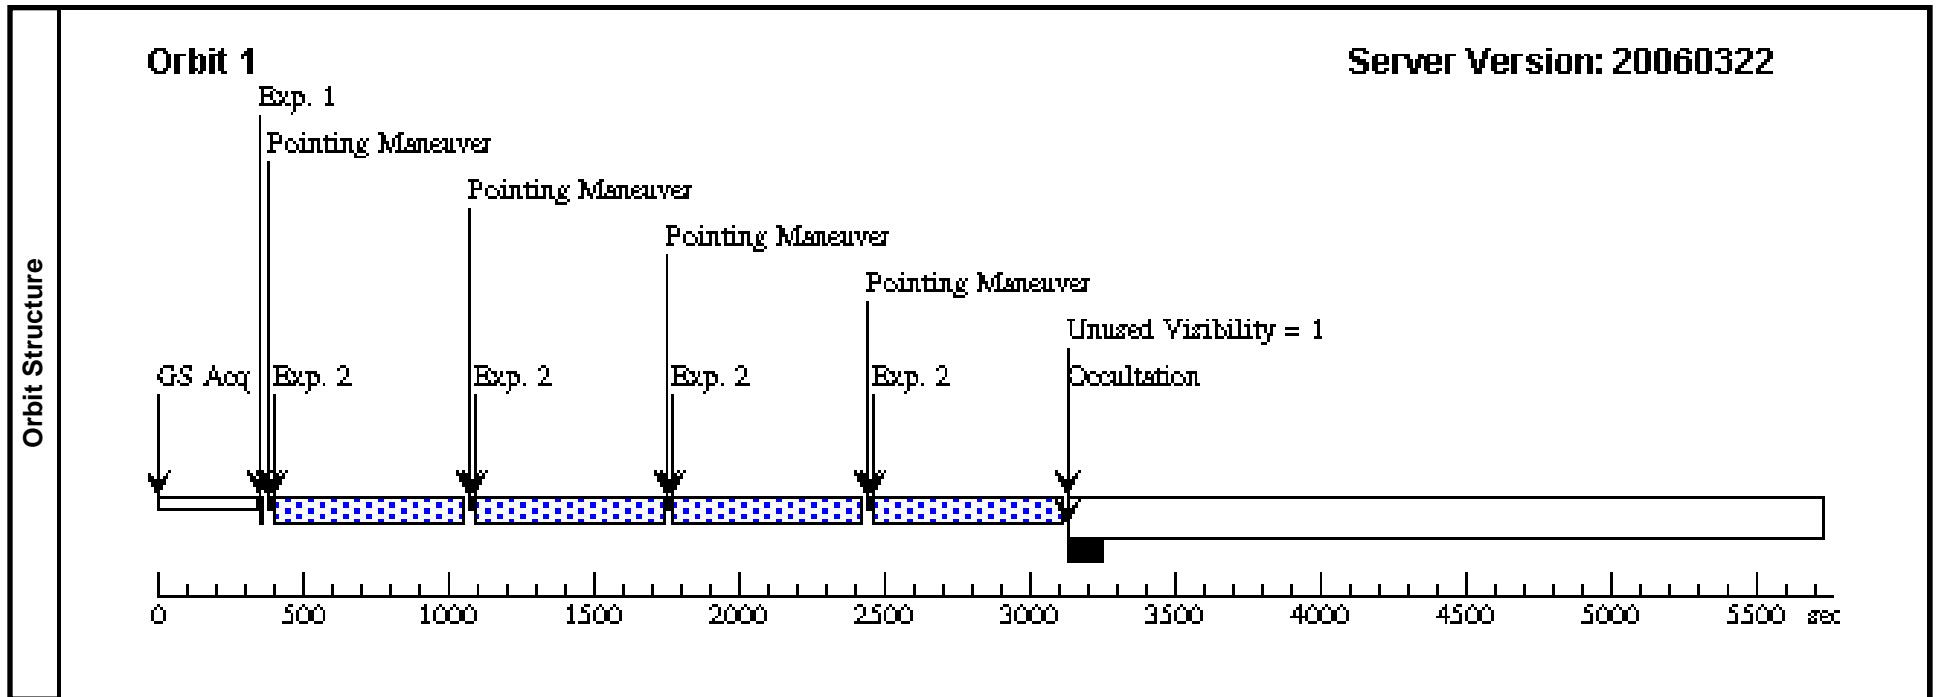 Orbit 1
Server Version: 20060322
Exp. 1
Pointing Maneuver
Pointing Maneuver
Pointing Maneuver
Pointing Maneuver
Unused Visibility = 1
GS Acq
Exp. 2
Exp. 2
Exp. 2
Exp. 2
Occultation
Orbit Structure
0 500 1000 1500 2000 2500 3000 3500 4000 4500 5000 5500 sec